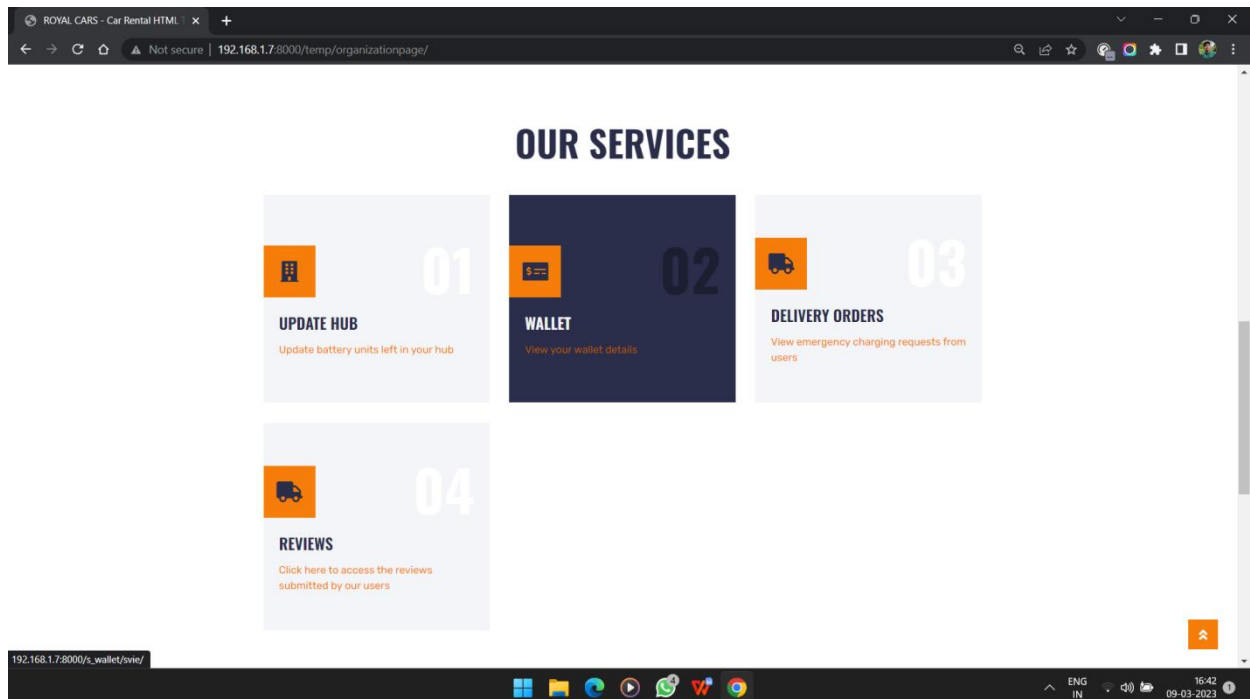 ROYAL CARS - Car Rental HTML T
Not secure | 192.168.1.7:8000/temp/organizationpage/
OUR SERVICES
01
UPDATE HUB
Update battery units left in your hub
02
WALLET
View your wallet details
03
DELIVERY ORDERS
View emergency charging requests from
users
04
REVIEWS
Click here to access the reviews
submitted by our users
192.168.1.7:8000/s_wallet/svie/
4
ENG
IN
16:42
09-03-2023
1